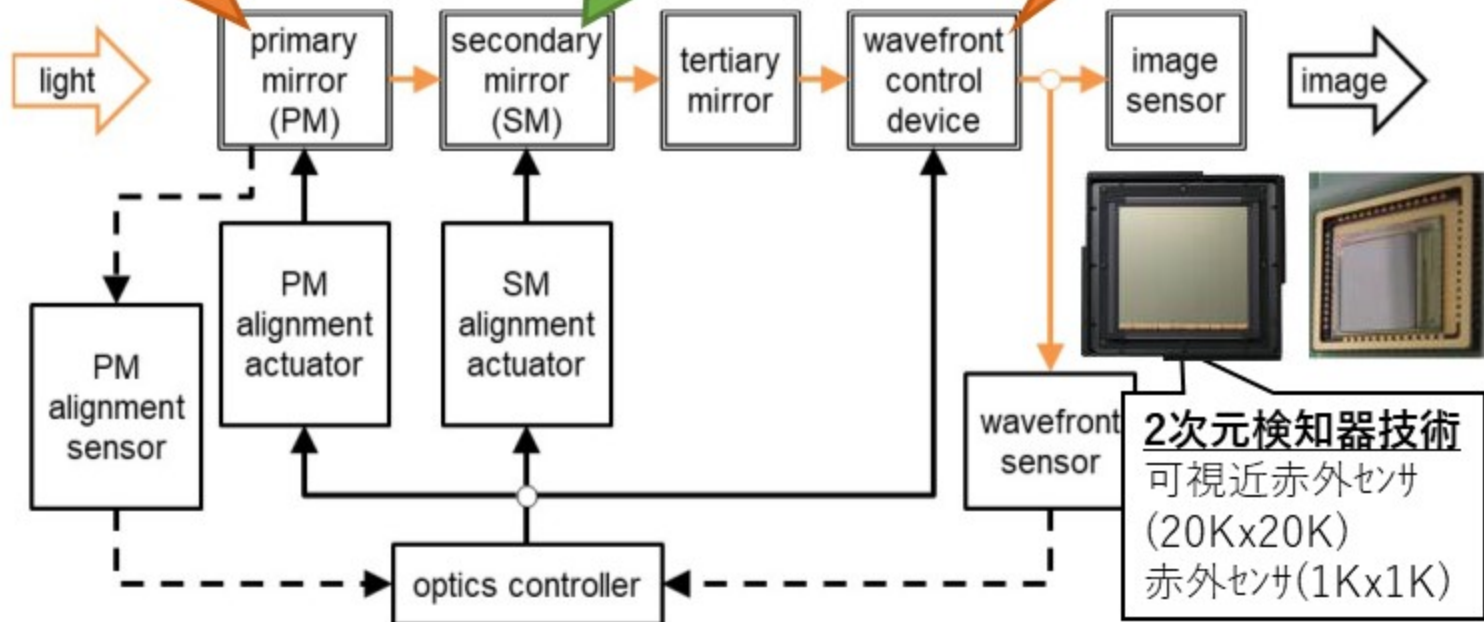 light
primary
mirror
(PM)
secondary
mirror
(SM)
tertiary
mirror
wavefront
control
device
image
sensor
image
PM
alignment
sensor
PM
alignment
actuator
SM
alignment
actuator
wavefront
sensor
optics controller
2次元検知器技術
可視近赤外ｾﾝｻ
(20Kx20K)
赤外ｾﾝｻ(1Kx1K)